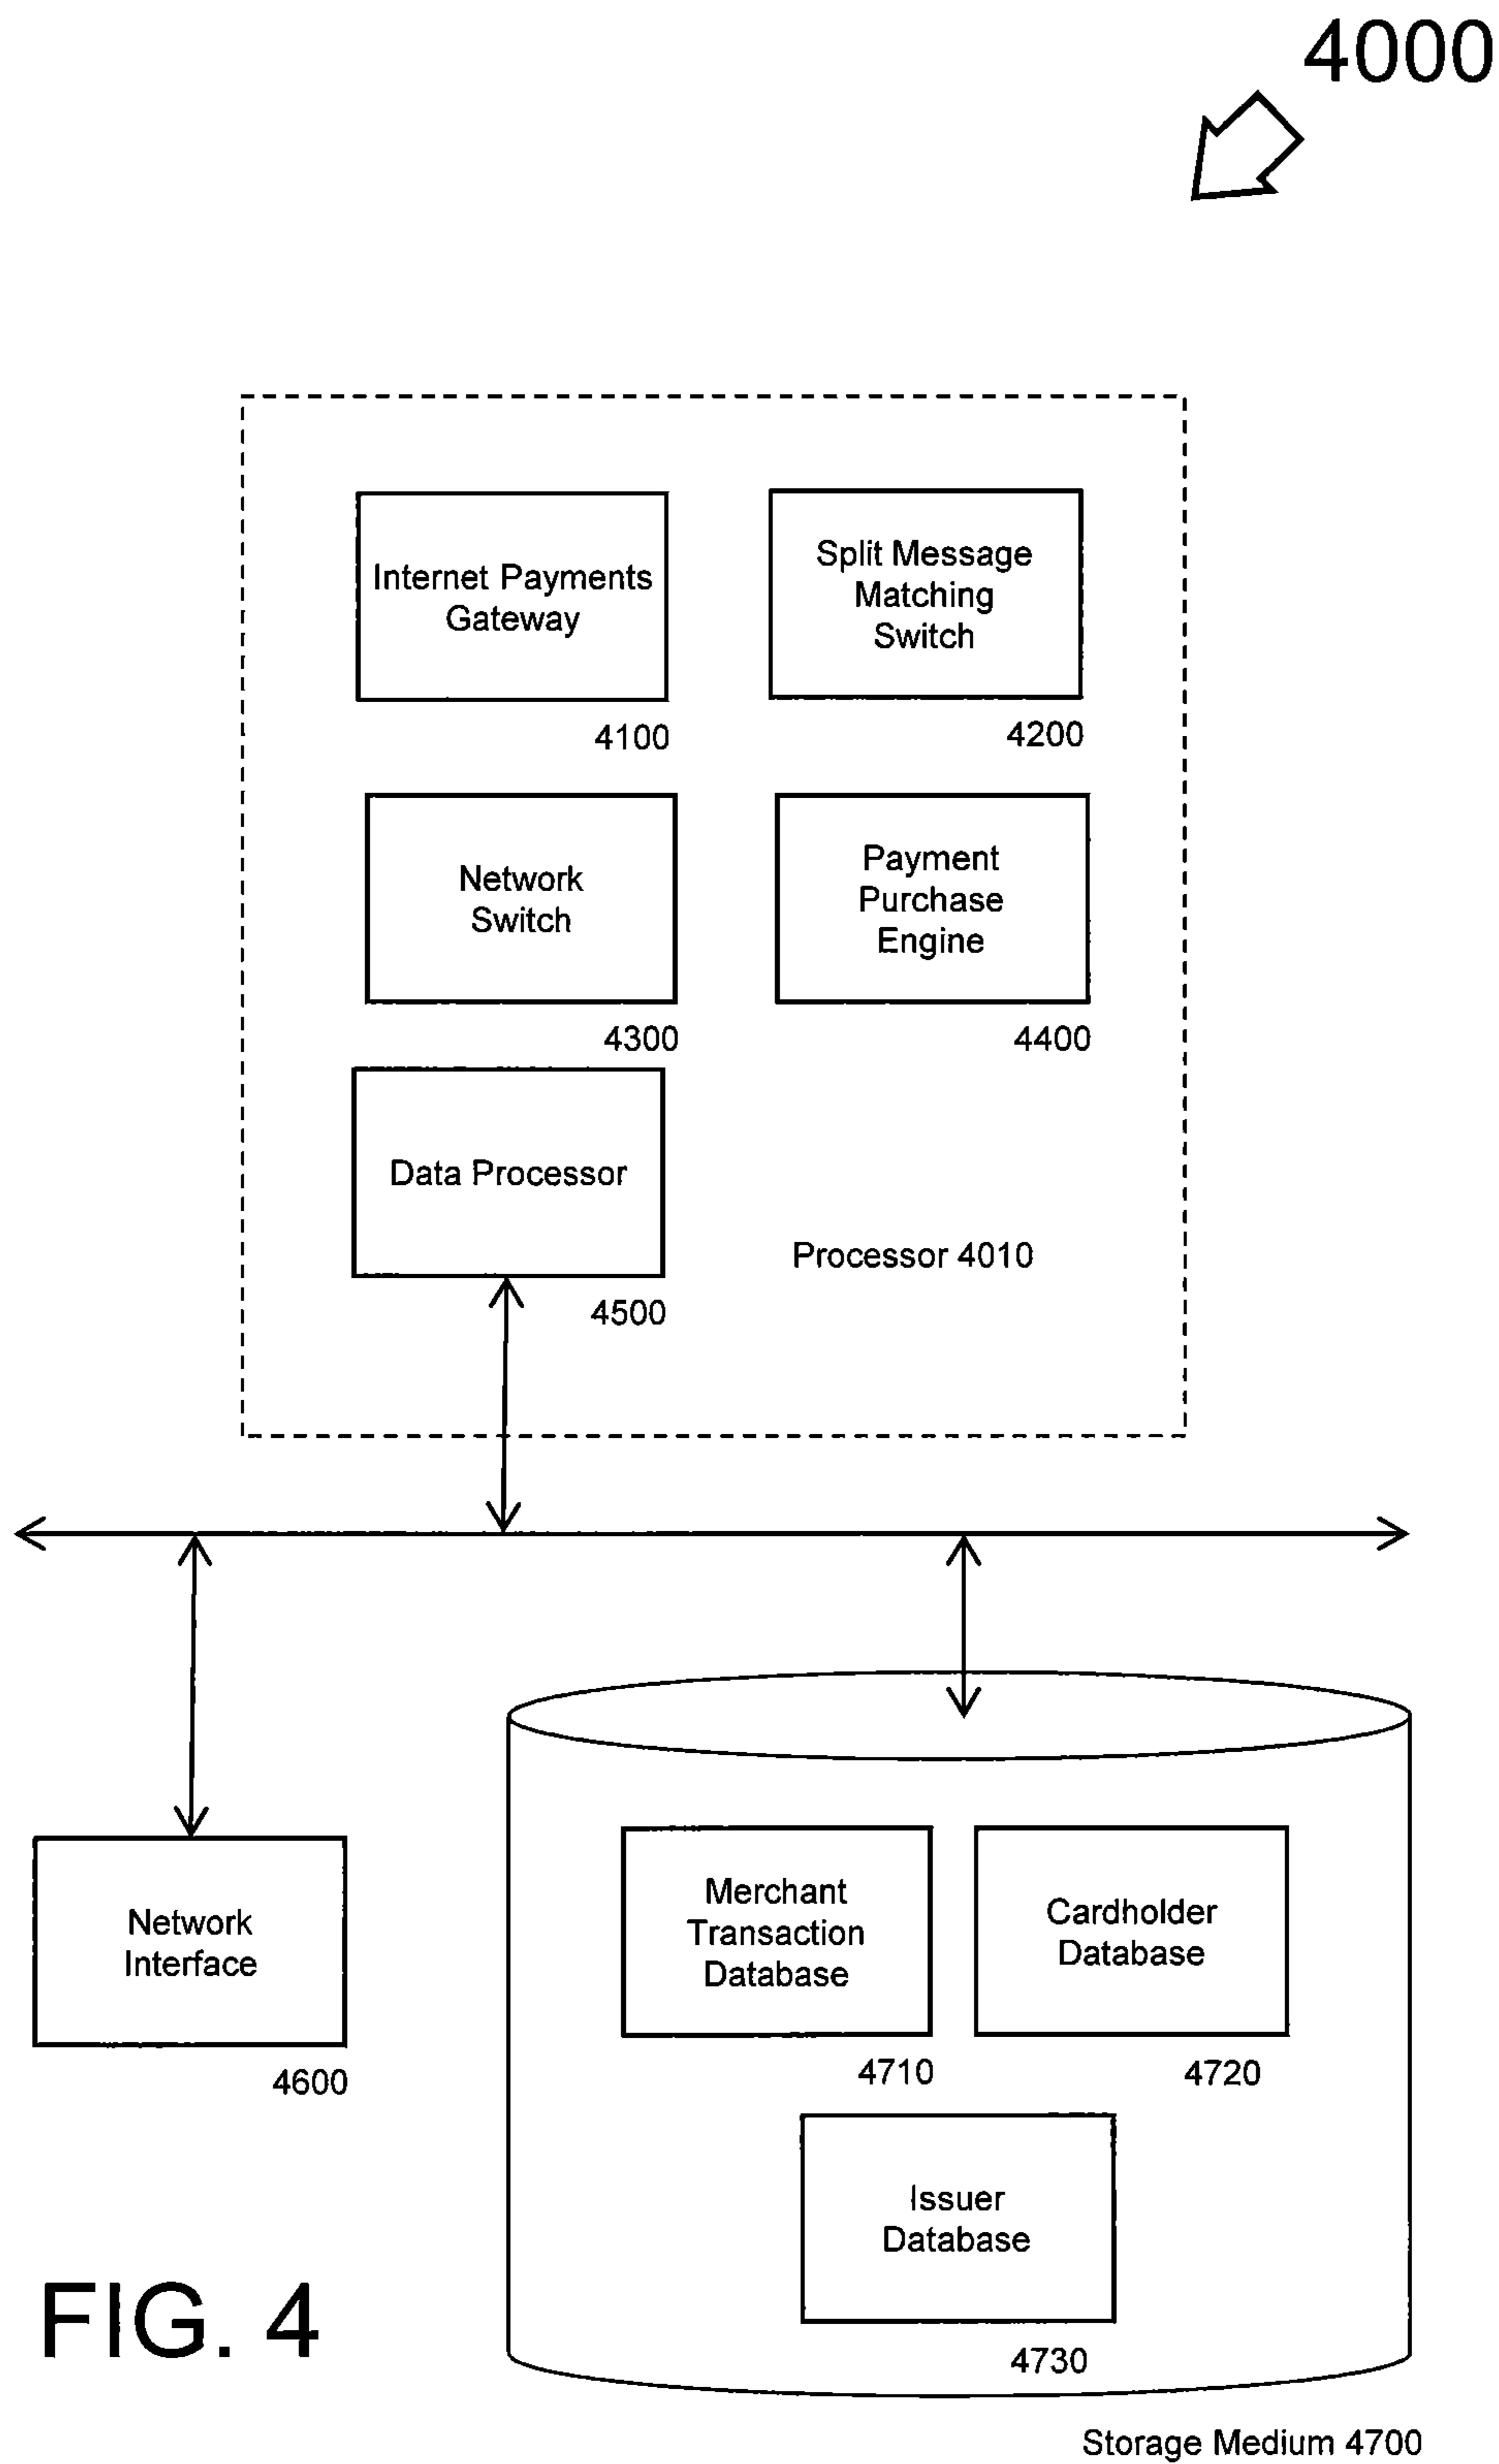 4000
Internet Payments
Gateway
4100
Split Message
Matching
Switch
4200
Network
Switch
4300
Payment
Purchase
Engine
4400
Data Processor
4500
Processor 4010
Network
Interface
4600
Merchant
Transaction
Database
4710
Cardholder
Database
4720
Issuer
Database
4730
Storage Medium 4700
FIG. 4